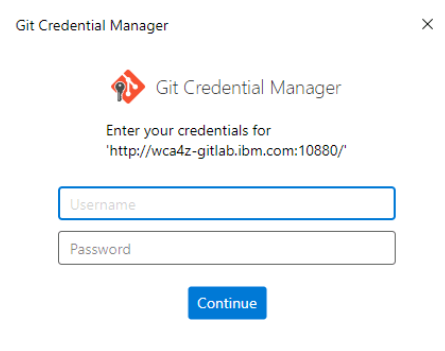 Git Credential Manager
Git Credential Manager
Enter your credentials for
'http://wca4z-gitlab.ibm.com:10880/'
Username
Password
Continue